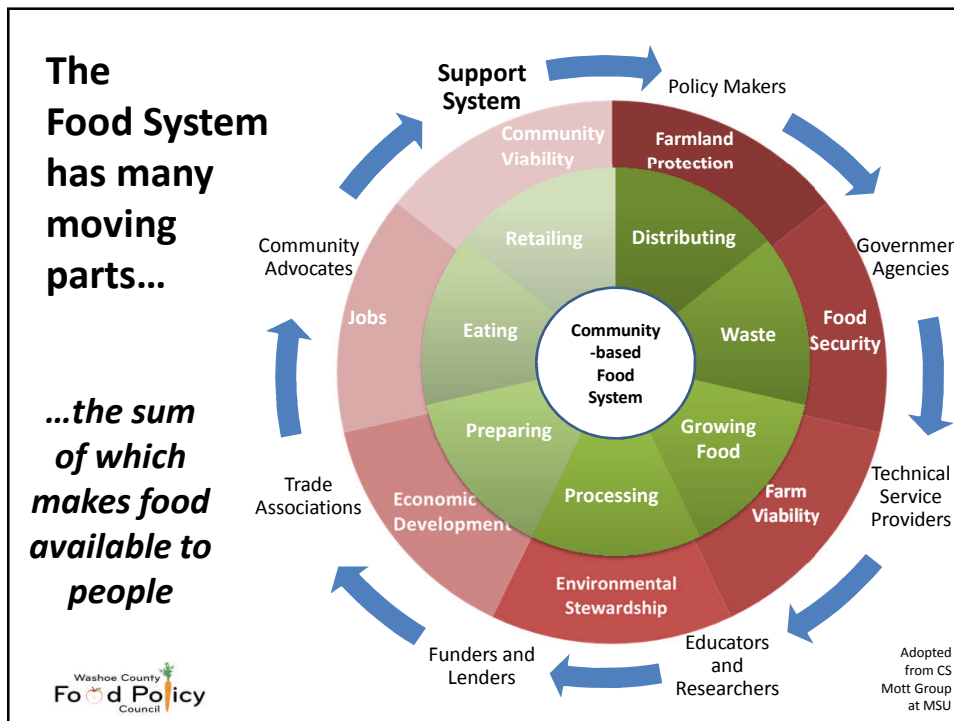 The
Food System
has many
moving
parts…
…the sum
of which
makes food
available to
people
Support
System
Policy Makers
Governmen
Agencies
Technical
Service
Providers
Educators
and
Researchers
Funders and
Lenders
Trade
Associations
Community
Advocates
Community
Viability
Farmland
Protection
Food
Security
Farm
Viability
Environmental
Stewardship
Economic
Development
Jobs
Retailing
Distributing
Waste
Growing
Food
Processing
Preparing
Eating
Community
-based
Food
System
Washoe County
Food Policy
Council
Adopted
from CS
Mott Group
at MSU